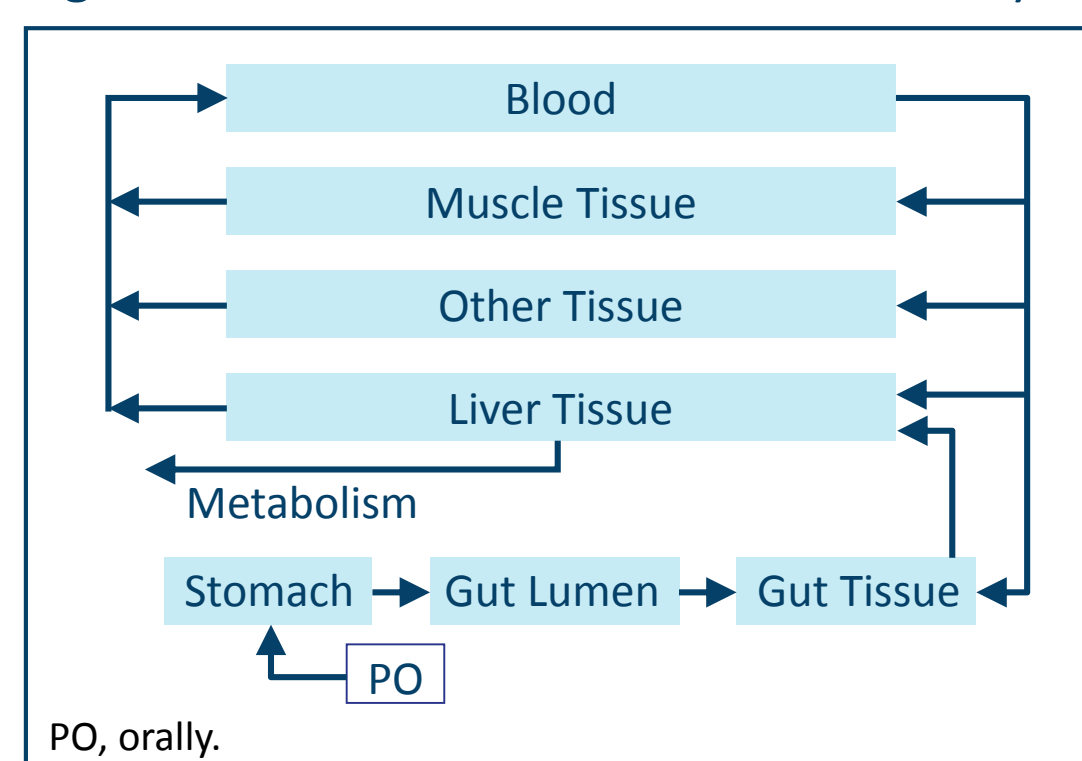 Blood
Muscle Tissue
Other Tissue
Liver Tissue
Metabolism
Stomach
Gut Lumen
Gut Tissue
PO
PO, orally.